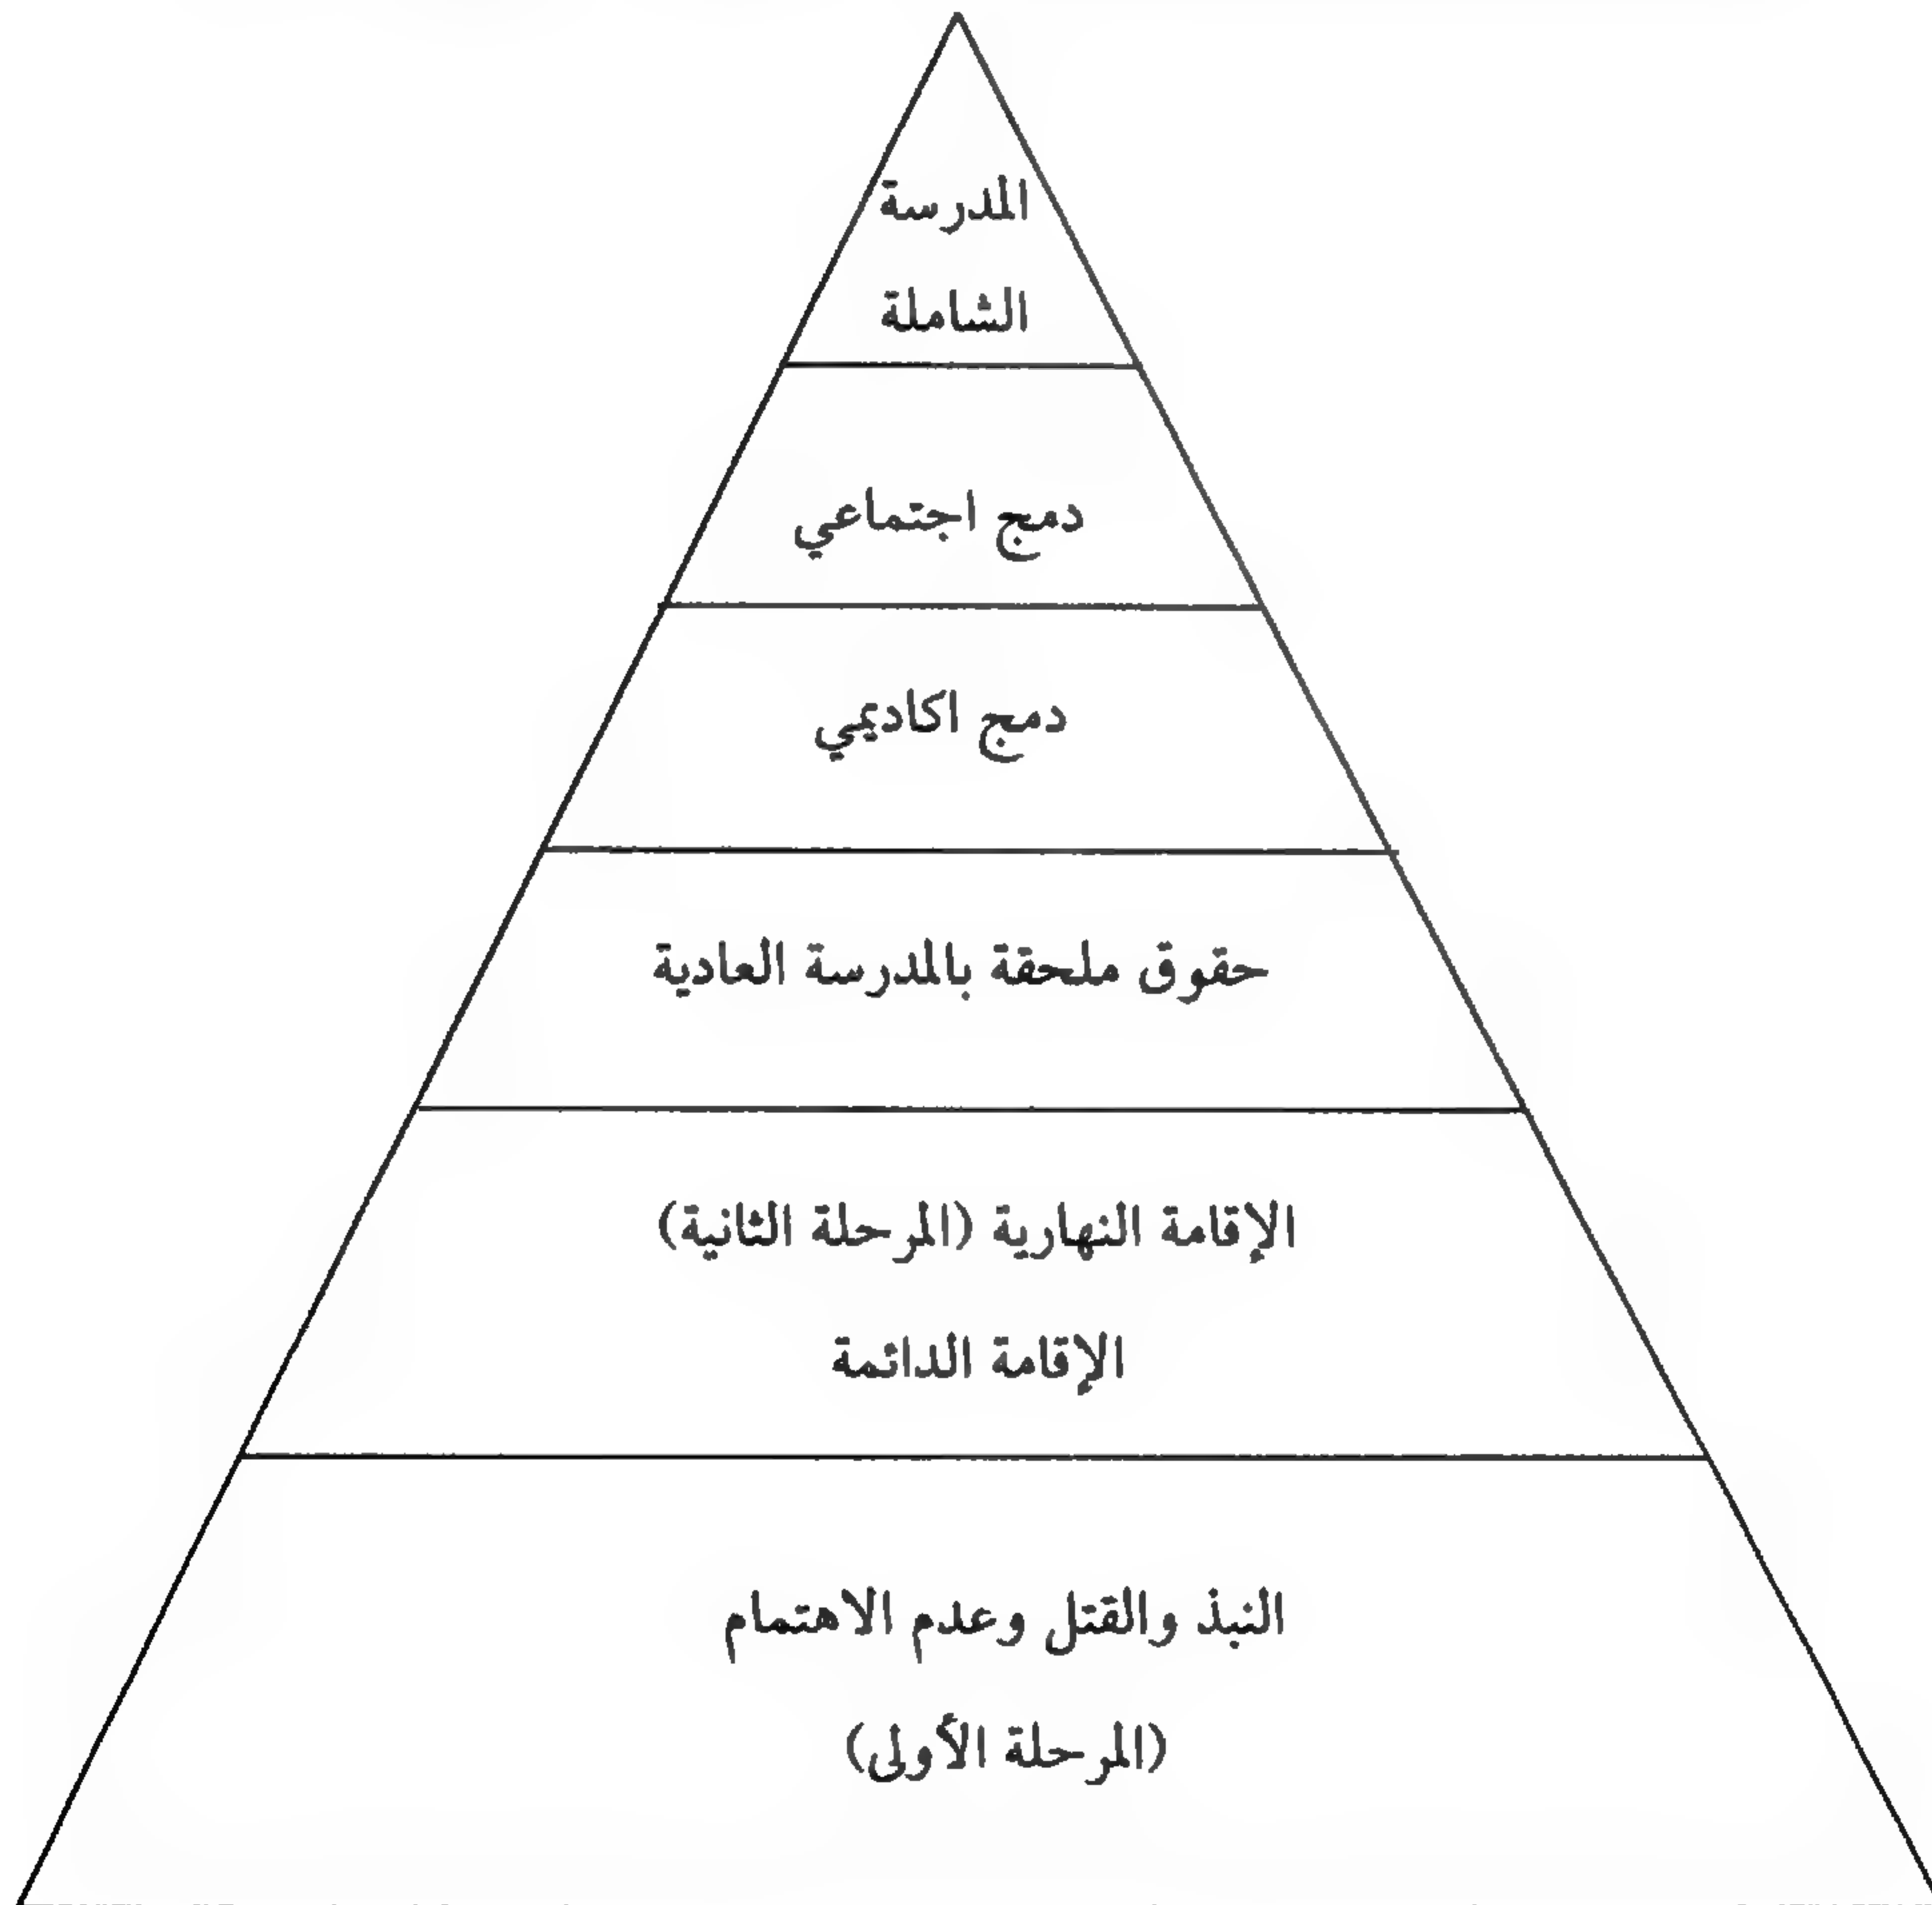 المدرسة
الشاملة
دمج اجتماعي
دمج اكاديمي
حقوق ملحقة بالمدرسة العادية
الإقامة النهارية (المرحلة الثانية)
الإقامة الدائمة
النبذ والقتل وعدم الاهتمام
(المرحلة الأولى)